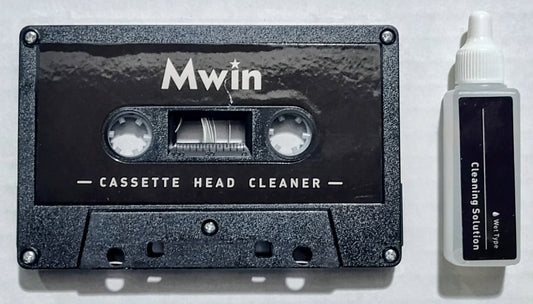 Mwin
— CASSETTE HEAD CLEANER —
Wet Type
Cleaning Solution